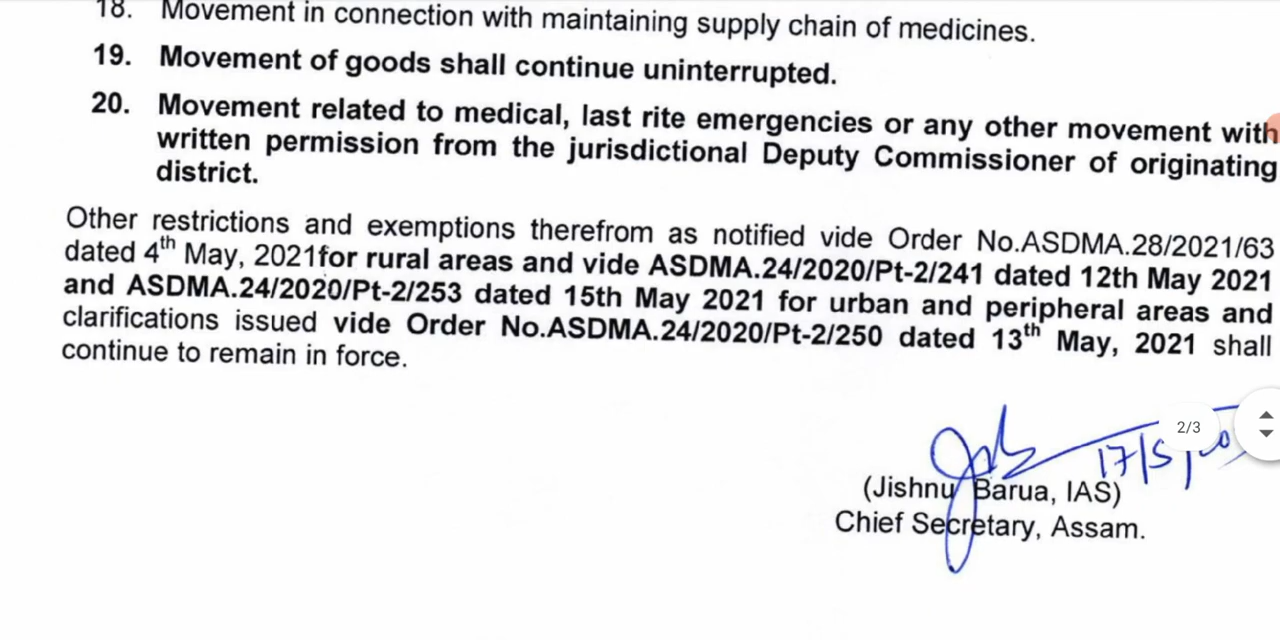 18. Movement in connection with maintaining supply chain of medicines.
19. Movement of goods shall continue uninterrupted.
20. Movement related to medical, last rite emergencies or any other movement with
written permission from the jurisdictional Deputy Commissioner of originating
district.
Other restrictions and exemptions therefrom as notified vide Order No.ASDMA.28/2021/63
dated 4th May, 2021for rural areas and vide ASDMA.24/2020/Pt-2/241 dated 12th May 2021
and ASDMA.24/2020/Pt-2/253 dated 15th May 2021 for urban and peripheral areas and
clarifications issued vide Order No.ASDMA.24/2020/Pt-2/250 dated 13th May, 2021 shall
continue to remain in force.
2/3
17/5/
(Jishnu Barua, IAS)
Chief Secretary, Assam.